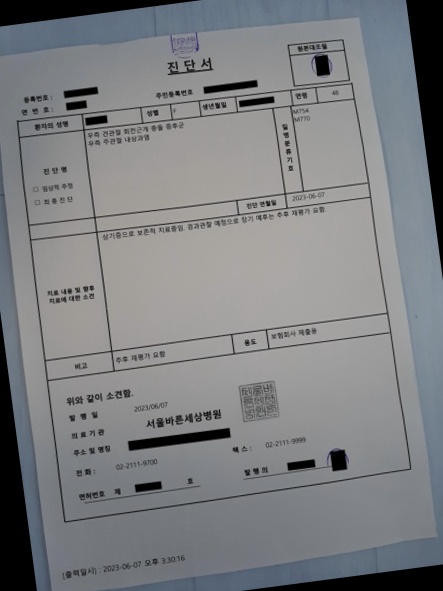 진 단 서
원본대조필
등록번호 :
연 번 호 :
주민등록번호 :
환자의 성명
성별
F
생년월일
연령
48
진 단 명
☐ 임상적 추정
☐ 최 종 진 단
우측 견관절 회전근개 충돌 증후군
우측 주관절 내상과염
질병분류기호
M754
M770
진단 연월일
2023-06-07
치료 내용 및 향후
치료에 대한 소견
상기증으로 보존적 치료중임. 경과관찰 예정으로 장기 예후는 추후 재평가 요함.
비고
추후 재평가 요함
용도
보험회사 제출용
위와 같이 소견함.
발 행 일
2023/06/07
의 료 기 관
서울바른세상병원
주소 및 명칭
전 화 :
02-2111-9700
팩 스 :
02-2111-9999
면허번호 제
호
발 행 의
[출력일시] : 2023-06-07 오후 3:30:16